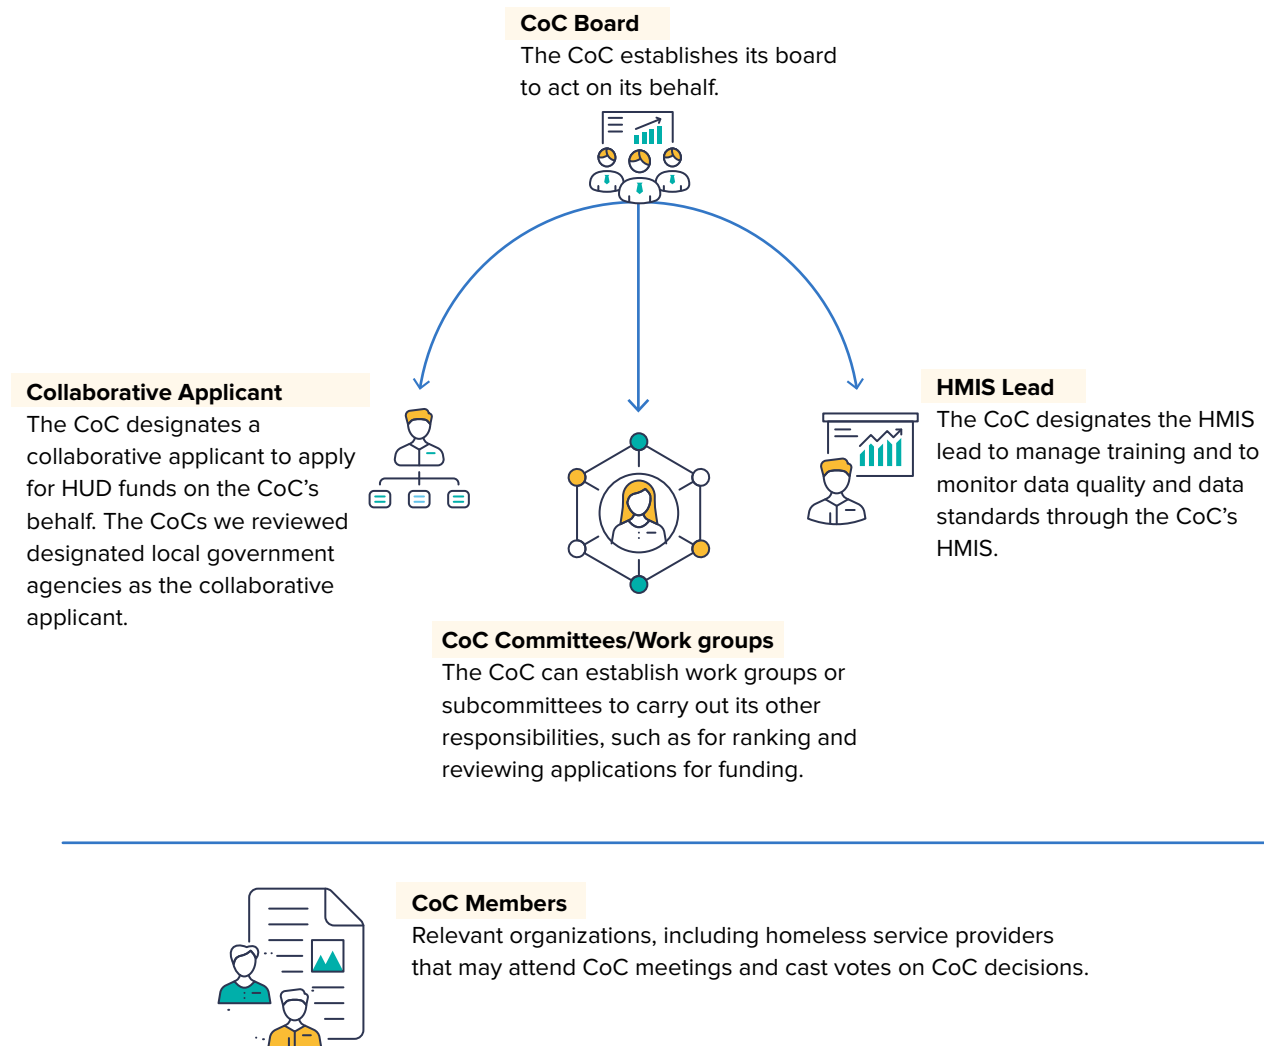 CoC Board
The CoC establishes its board
to act on its behalf.
Collaborative Applicant
The CoC designates a
collaborative applicant to apply
for HUD funds on the CoC’s
behalf. The CoCs we reviewed
designated local government
agencies as the collaborative
applicant.
HMIS Lead
The CoC designates the HMIS
lead to manage training and to
monitor data quality and data
standards through the CoC’s
HMIS.
CoC Committees/Work groups
The CoC can establish work groups or
subcommittees to carry out its other
responsibilities, such as for ranking and
reviewing applications for funding.
CoC Members
Relevant organizations, including homeless service providers
that may attend CoC meetings and cast votes on CoC decisions.